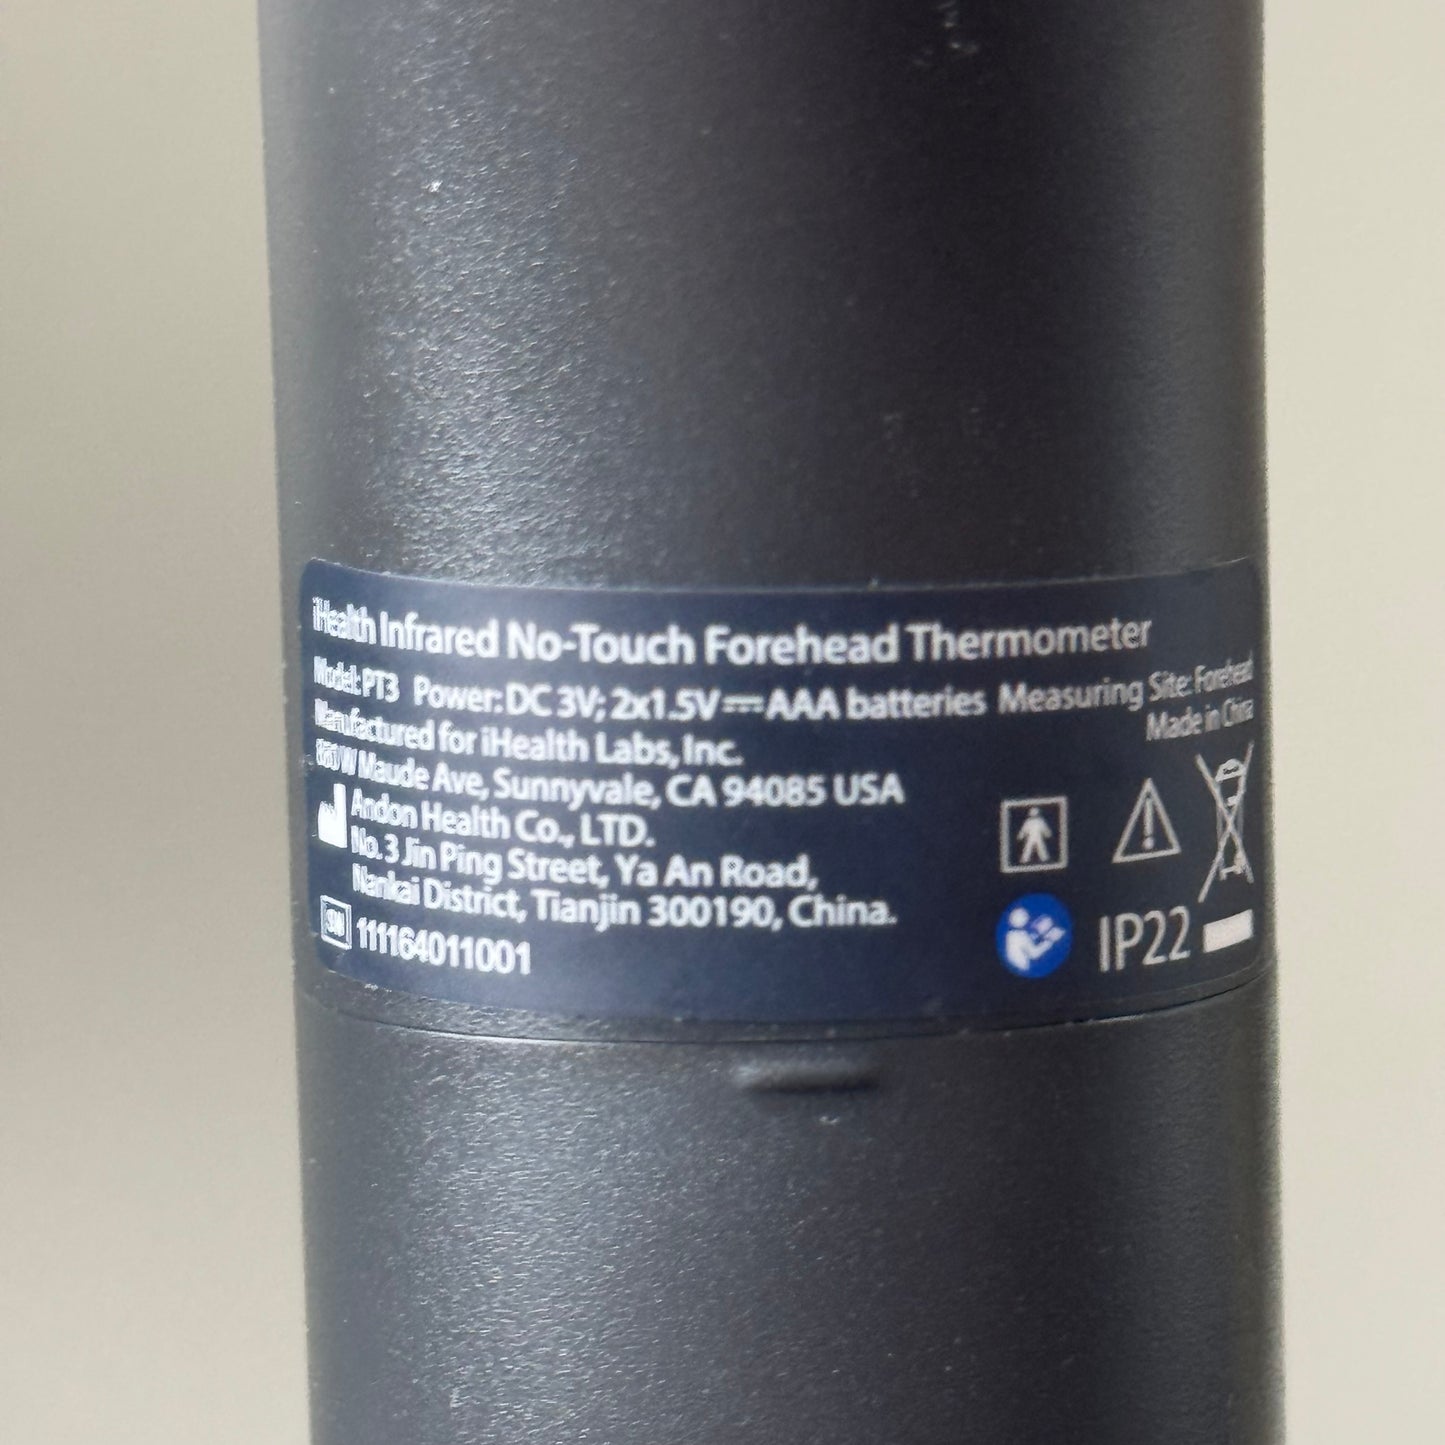 iHealth Infrared No-Touch Forehead Thermometer
Model: PT3 Power: DC 3V; 2x1.5V⎓AAA batteries Measuring Site: Forehead
Made in China
Manufactured for iHealth Labs, Inc.
W Maude Ave, Sunnyvale, CA 94085 USA
Andon Health Co., LTD.
No. 3 Jin Ping Street, Ya An Road,
Nankai District, Tianjin 300190, China.
SN 111164011001
IP22